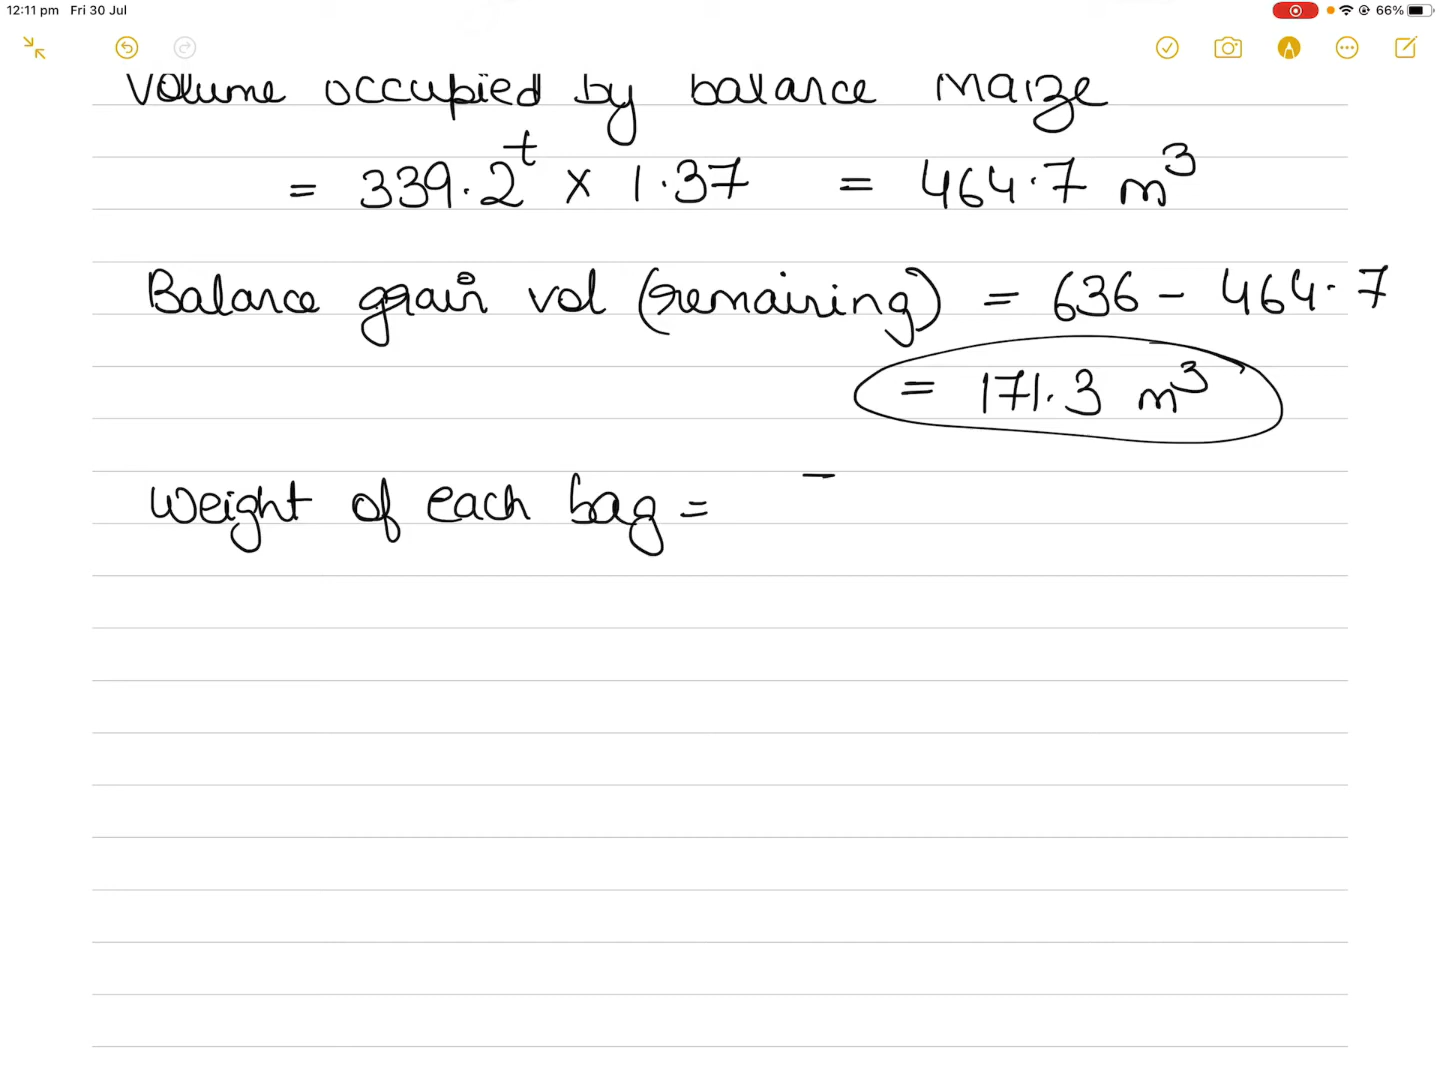 12:11 pm Fri 30 Jul 66%
Volume occupied by balance Maize
= 339.2t x 1.37 = 464.7 m³
Balance grain vol (remaining) = 636 - 464.7
= 171.3 m³
Weight of each bag =